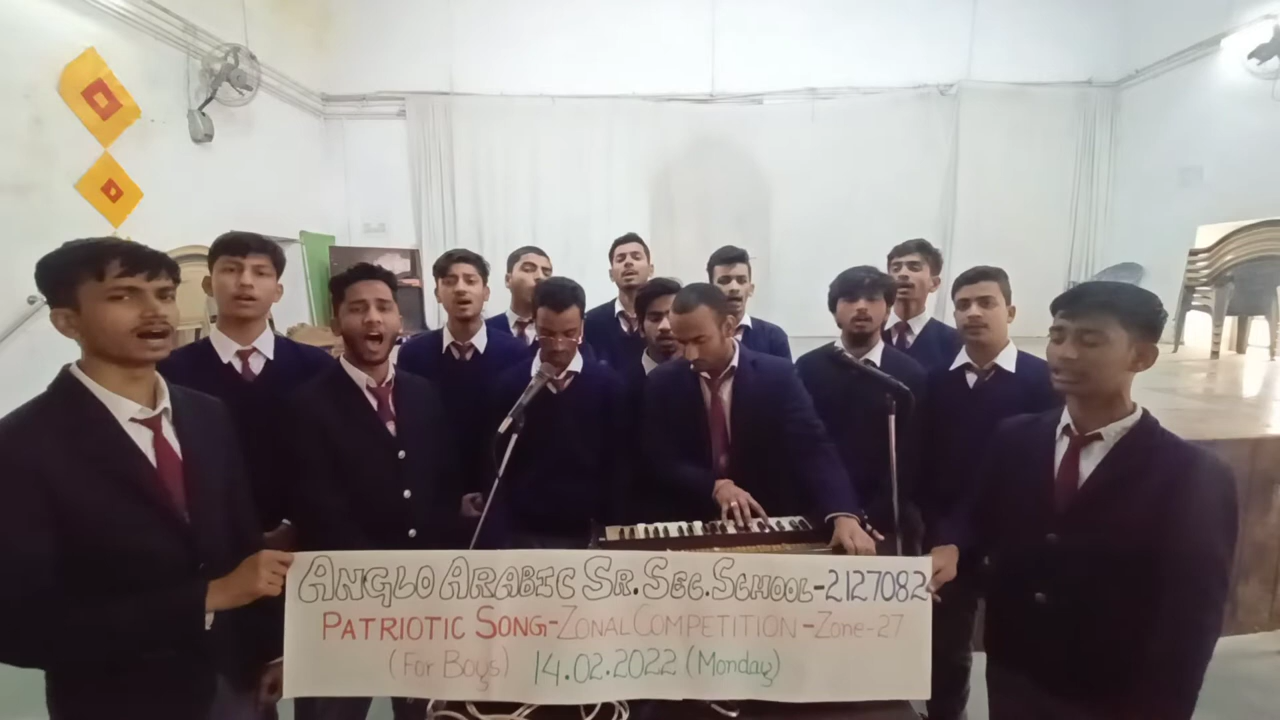 ANGLO ARABIC SR. SEC. SCHOOL-2127082
PATRIOTIC SONG-ZONAL COMPETITION-Zone-27
(For Boys) 14.02.2022 (Monday)